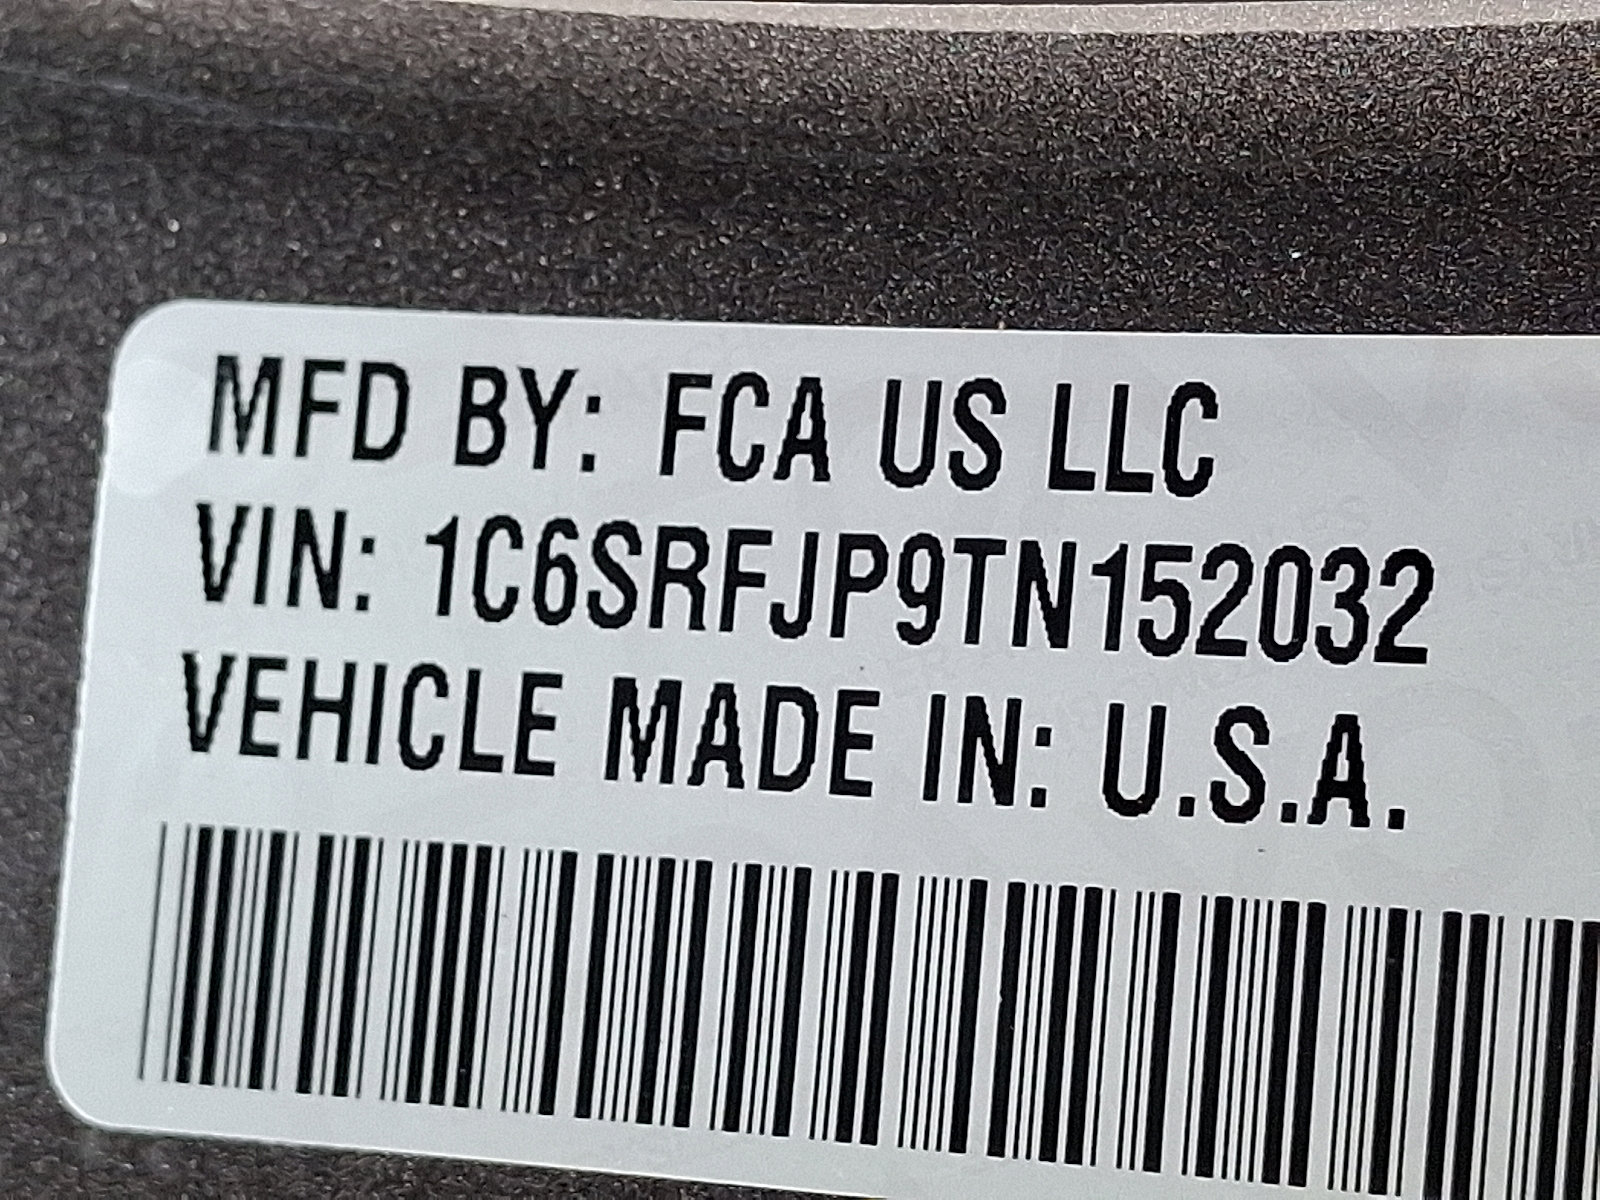 MFD BY: FCA US LLC
VIN: 1C6SRFJP9TN152032
VEHICLE MADE IN: U.S.A.